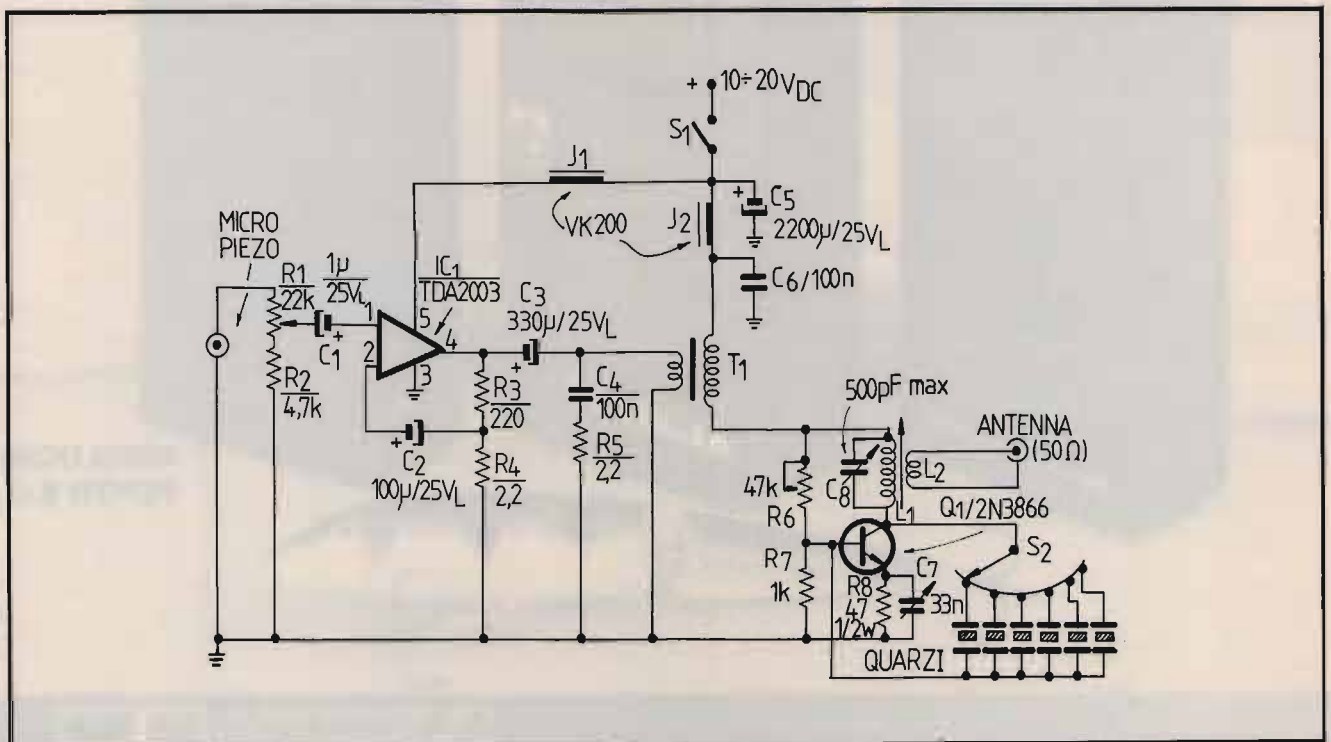 + 10÷20VDC
S1
J1
+
C5
2200µ/25VL
J2
VK200
C6/100n
MICRO
PIEZO
R1
22k
1µ
25VL
C1
+
1
2
IC1
TDA2003
5
4
3
C3
330µ/25VL
+
R2
4,7k
C4
100n
T1
R3
220
R5
2,2
+
C2
100µ/25VL
R4
2,2
500pF max
ANTENNA
(50Ω)
47k
R6
C8
L1
L2
Q1/2N3866
S2
R7
1k
R8
47
1/2W
C7
33n
QUARZI